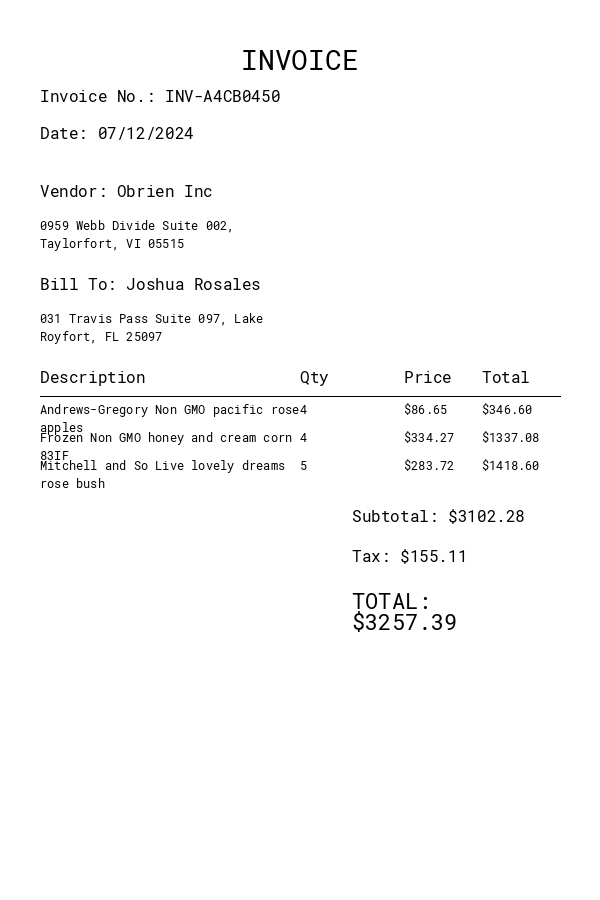 INVOICE
Invoice No.: INV-A4CB0450
Date: 07/12/2024
Vendor: Obrien Inc
0959 Webb Divide Suite 002,
Taylorfort, VI 05515
Bill To: Joshua Rosales
031 Travis Pass Suite 097, Lake
Royfort, FL 25097
Description Qty Price Total
Andrews-Gregory Non GMO pacific rose 4 $86.65 $346.60
apples
Frozen Non GMO honey and cream corn 4 $334.27 $1337.08
83IF
Mitchell and So Live lovely dreams 5 $283.72 $1418.60
rose bush
Subtotal: $3102.28
Tax: $155.11
TOTAL:
$3257.39